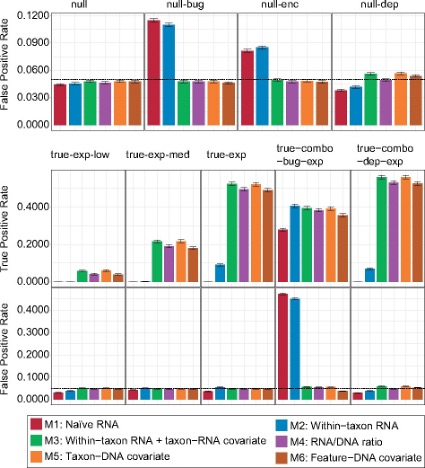 null null-bug null-enc null-dep
False Positive Rate
0.1200
0.0900
0.0600
0.0300
0.0000
true-exp-low true-exp-med true-exp true-combo-bug-exp true-combo-dep-exp
True Positive Rate
0.4000
0.2000
0.0000
False Positive Rate
0.4000
0.3000
0.2000
0.1000
0.0000
M1: Naïve RNA
M2: Within-taxon RNA
M3: Within-taxon RNA + taxon-RNA covariate
M4: RNA/DNA ratio
M5: Taxon-DNA covariate
M6: Feature-DNA covariate